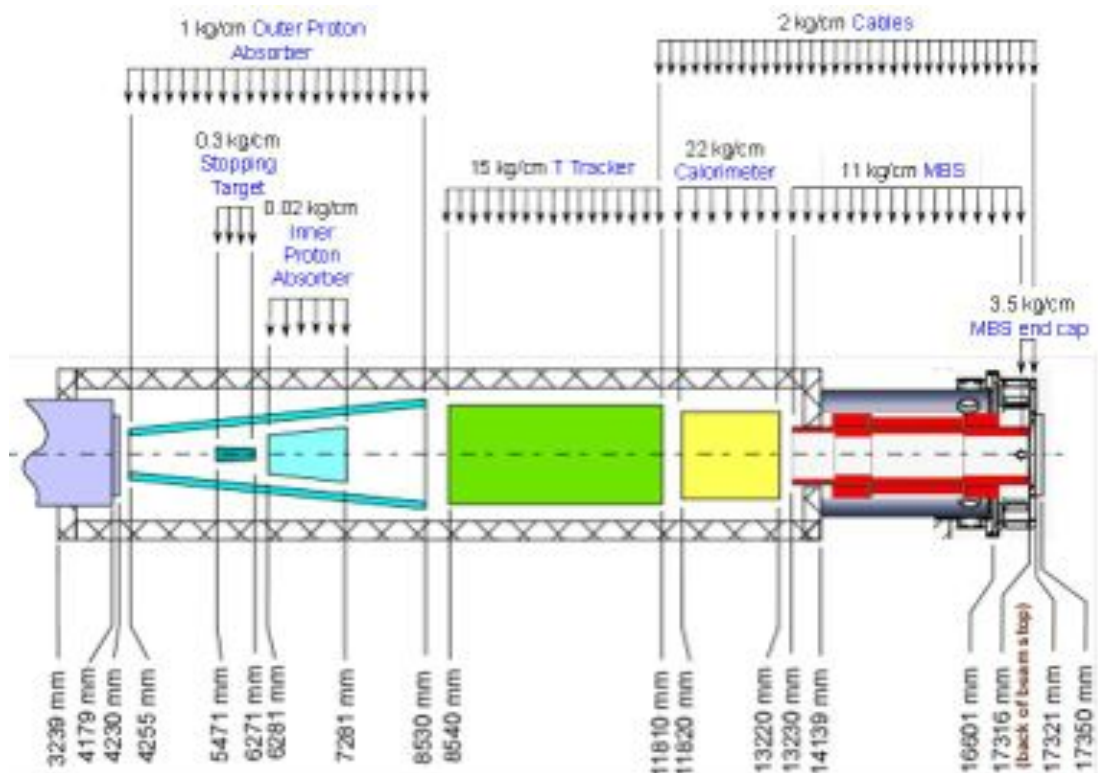 1 kg/cm Outer Proton
Absorber
2 kg/cm Cables
0.3 kg/cm
Stopping
Target
15 kg/cm T Tracker
22 kg/cm
Calorimeter
11 kg/cm MBS
0.02 kg/cm
Inner
Proton
Absorber
3.5 kg/cm
MBS end cap
3239 mm
4179 mm
4230 mm
4255 mm
5471 mm
6271 mm
6281 mm
7281 mm
8530 mm
8540 mm
11810 mm
11820 mm
13220 mm
13230 mm
14139 mm
16601 mm
17316 mm
(back of beam stop)
17321 mm
17350 mm